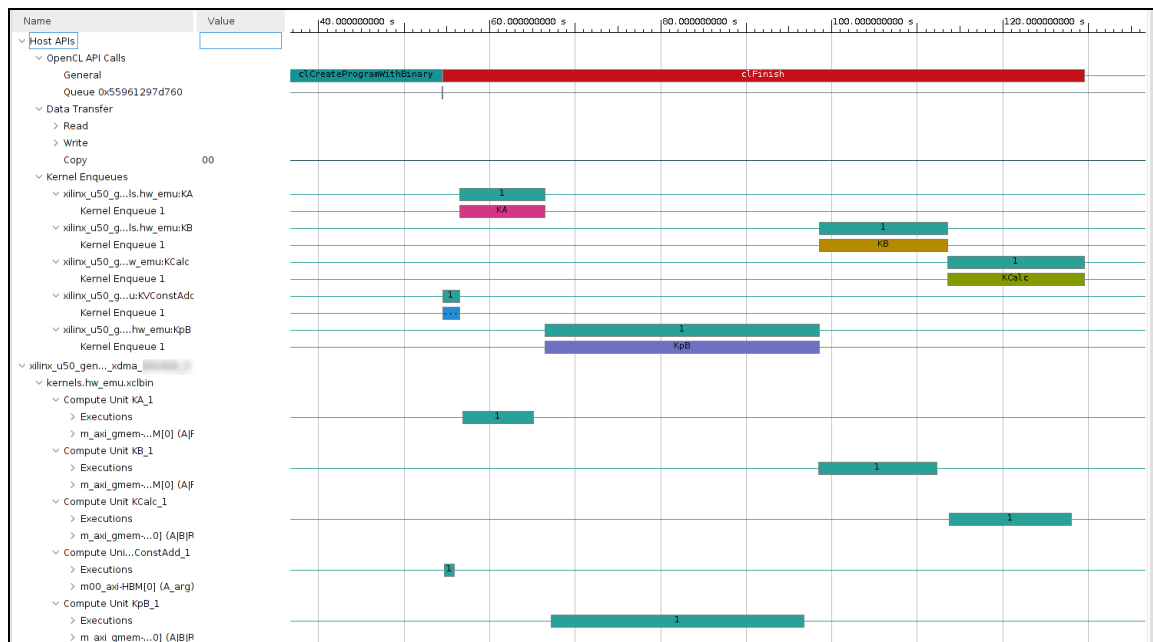 Name Value 40.000000000 s 60.000000000 s 80.000000000 s 100.000000000 s 120.000000000 s
Host APIs
OpenCL API Calls
General clCreateProgramWithBinary clFinish
Queue 0x55961297d760
Data Transfer
Read
Write
Copy 00
Kernel Enqueues
xilinx_u50_g...ls.hw_emu:KA 1
Kernel Enqueue 1 KA
xilinx_u50_g...ls.hw_emu:KB 1
Kernel Enqueue 1 KB
xilinx_u50_g...w_emu:KCalc 1
Kernel Enqueue 1 KCalc
xilinx_u50_g...u:KVConstAdd 1
Kernel Enqueue 1 ...
xilinx_u50_g....hw_emu:KpB 1
Kernel Enqueue 1 KpB
xilinx_u50_gen..._xdma_
kernels.hw_emu.xclbin
Compute Unit KA_1
Executions 1
m_axi_gmem-...M[0] (A|F
Compute Unit KB_1
Executions 1
m_axi_gmem-...M[0] (A|F
Compute Unit KCalc_1
Executions 1
m_axi_gmem-...0] (A|B|R
Compute Uni...ConstAdd_1
Executions 1
m00_axi-HBM[0] (A_arg)
Compute Unit KpB_1
Executions 1
m_axi_gmem-...0] (A|B|R